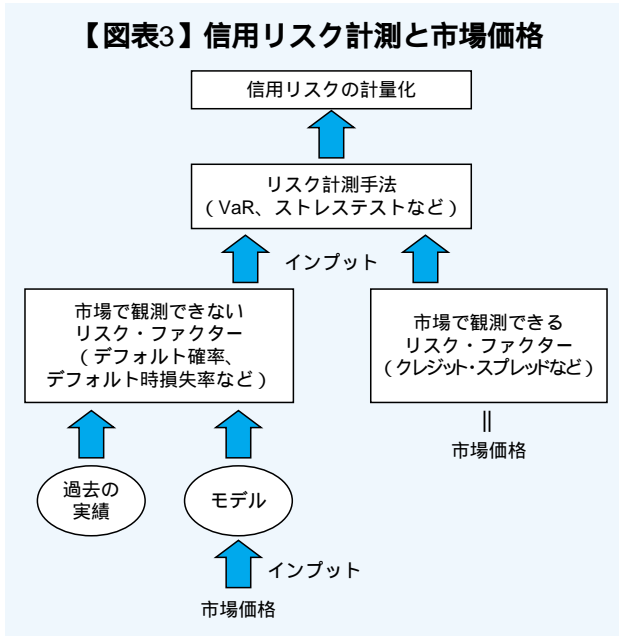 【図表3】信用リスク計測と市場価格
信用リスクの計量化
リスク計測手法
（VaR、ストレステストなど）
インプット
市場で観測できない
リスク・ファクター
（デフォルト確率、
デフォルト時損失率など）
市場で観測できる
リスク・ファクター
（クレジット・スプレッドなど）
||
市場価格
過去の
実績
モデル
インプット
市場価格